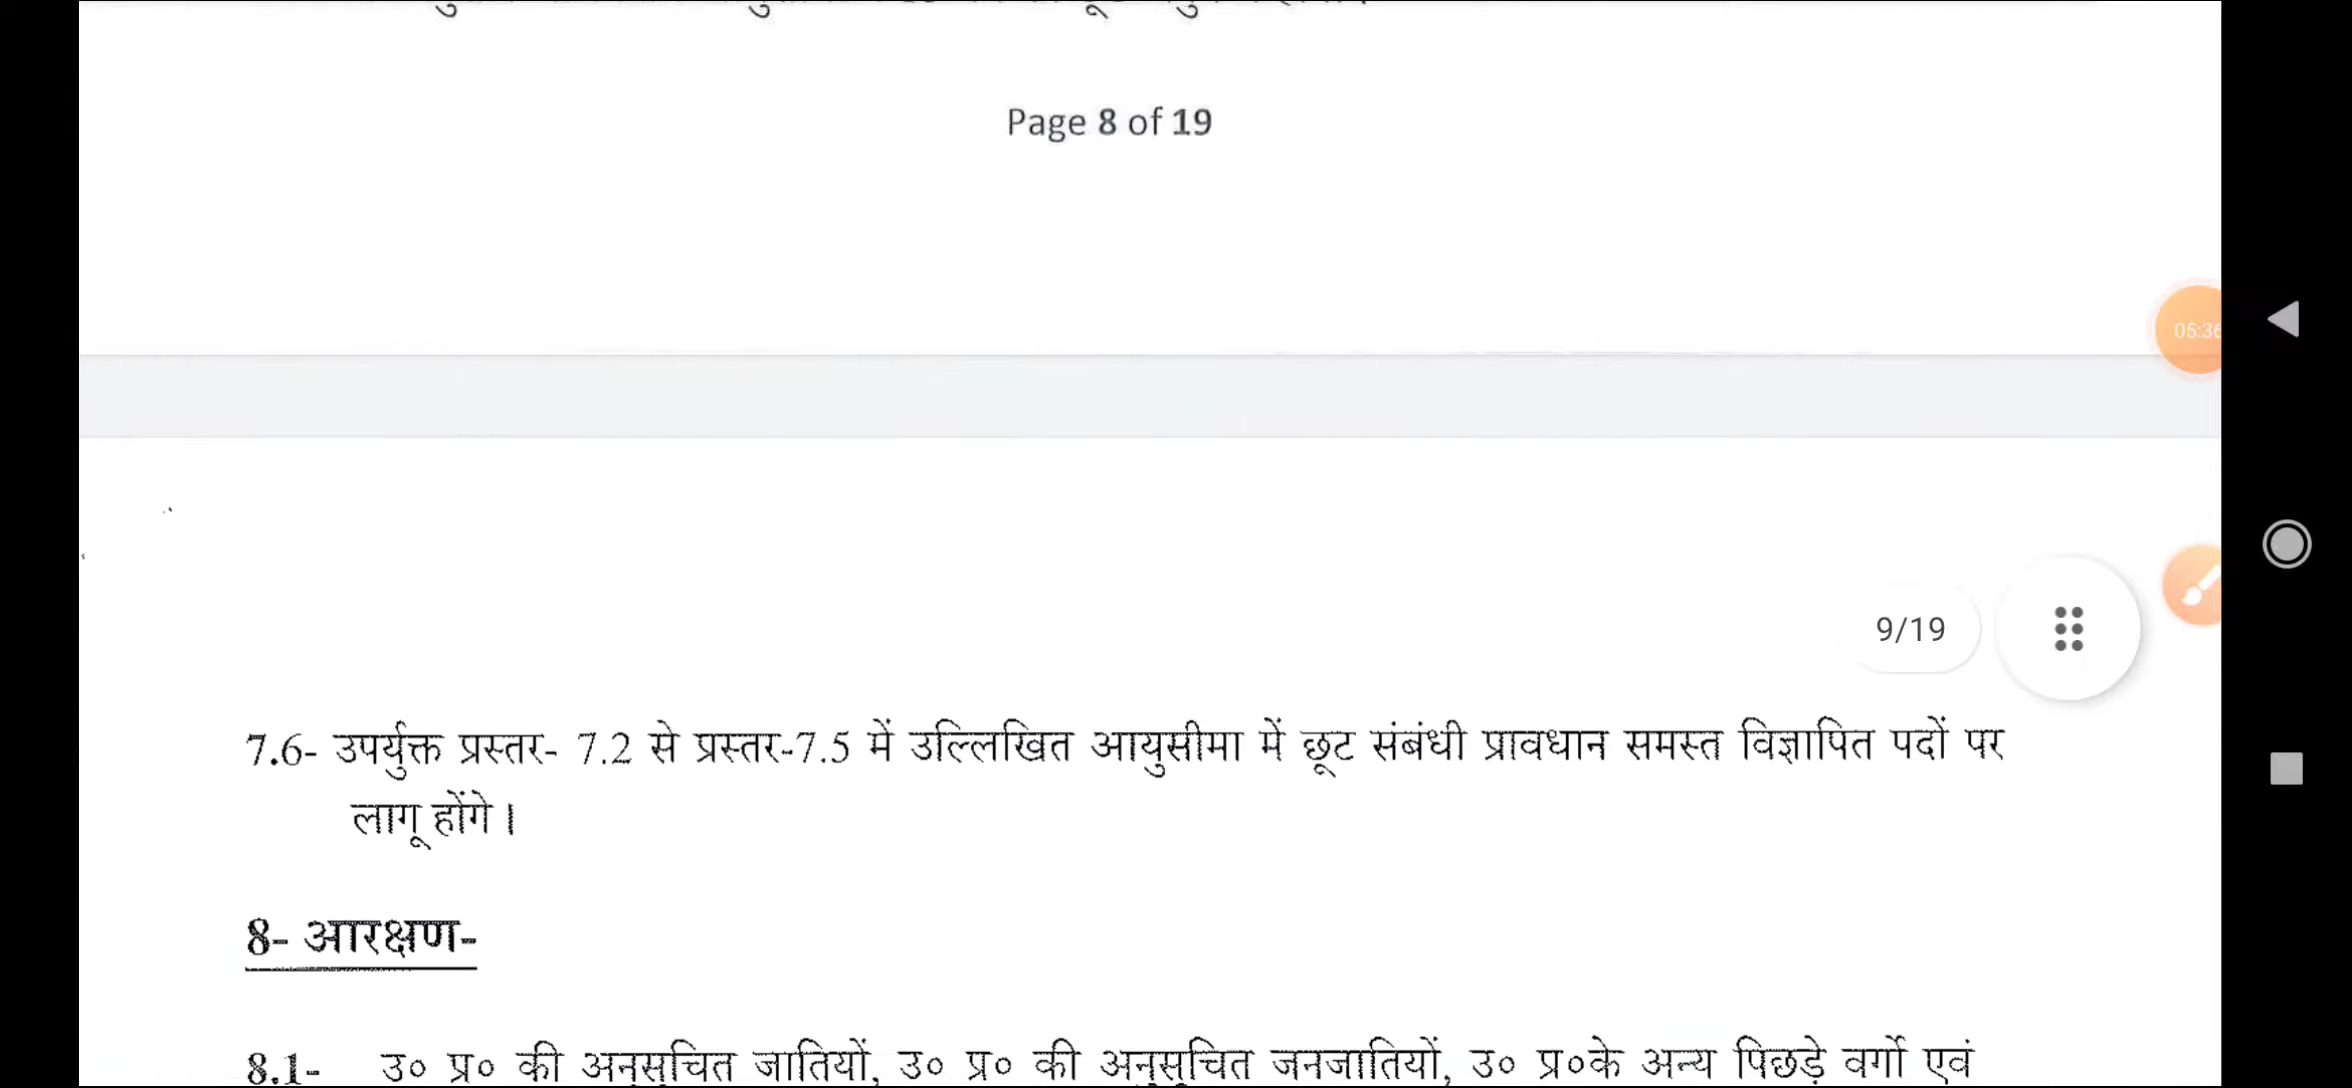 Page 8 of 19
05:36
9/19
7.6- उपर्युक्त प्रस्तर- 7.2 से प्रस्तर-7.5 में उल्लिखित आयुसीमा में छूट संबंधी प्रावधान समस्त विज्ञापित पदों पर
लागू होंगे।
8- आरक्षण-
8.1- उ० प्र० की अनुसूचित जातियों, उ० प्र० की अनुसूचित जनजातियों, उ० प्र०के अन्य पिछड़े वर्गो एवं